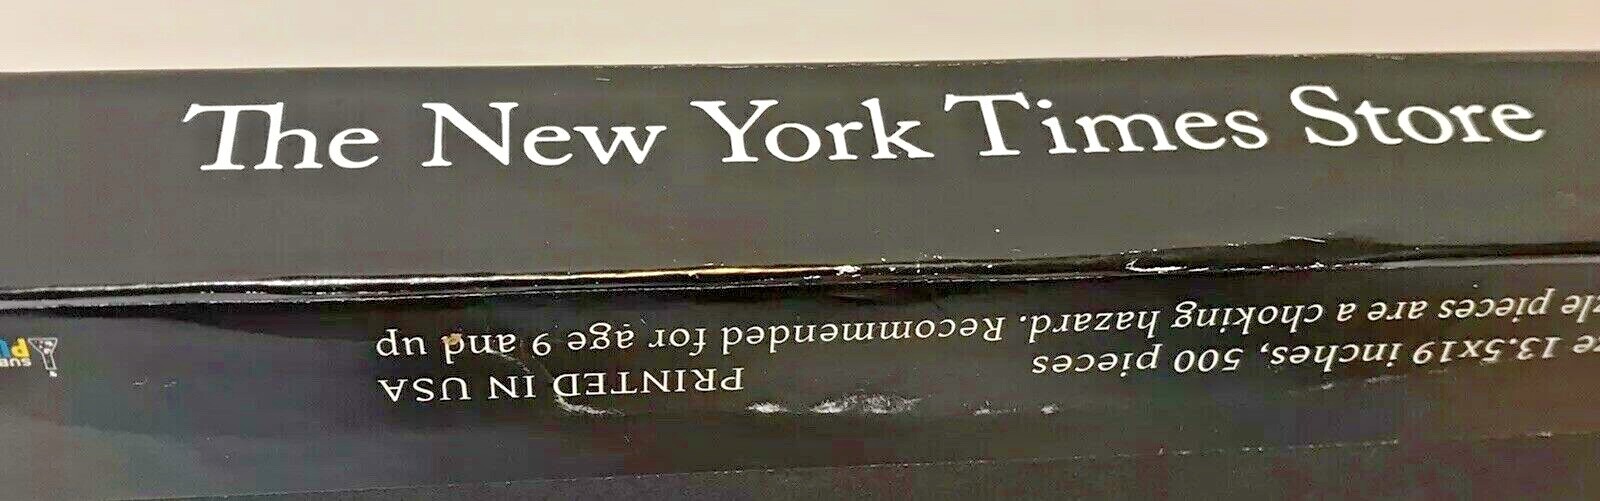 The New York Times Store
13.5x19 inches, 500 pieces
PRINTED IN USA
pieces are a choking hazard. Recommended for age 9 and up